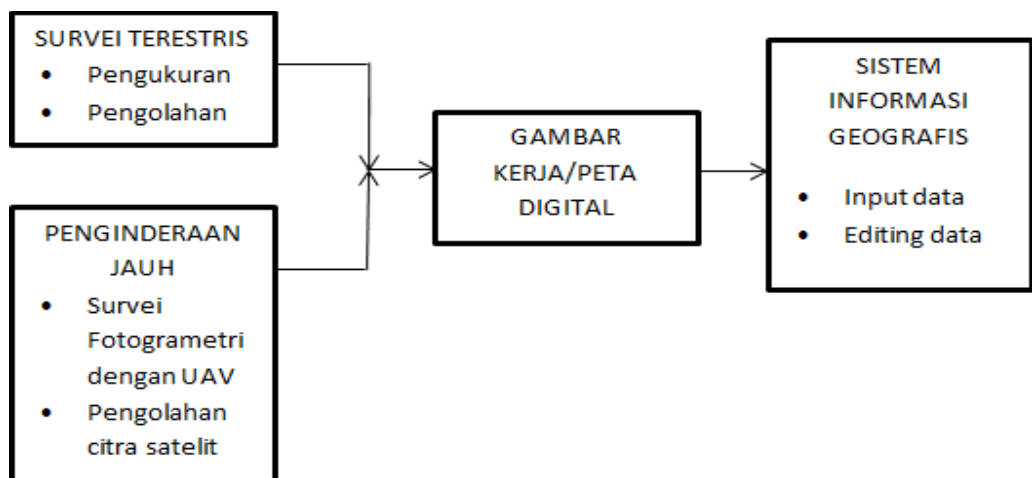 SURVEI TERESTRIS
• Pengukuran
• Pengolahan
PENGINDERAAN
JAUH
• Survei
Fotogrametri
dengan UAV
• Pengolahan
citra satelit
GAMBAR
KERJA/PETA
DIGITAL
SISTEM
INFORMASI
GEOGRAFIS
• Input data
• Editing data